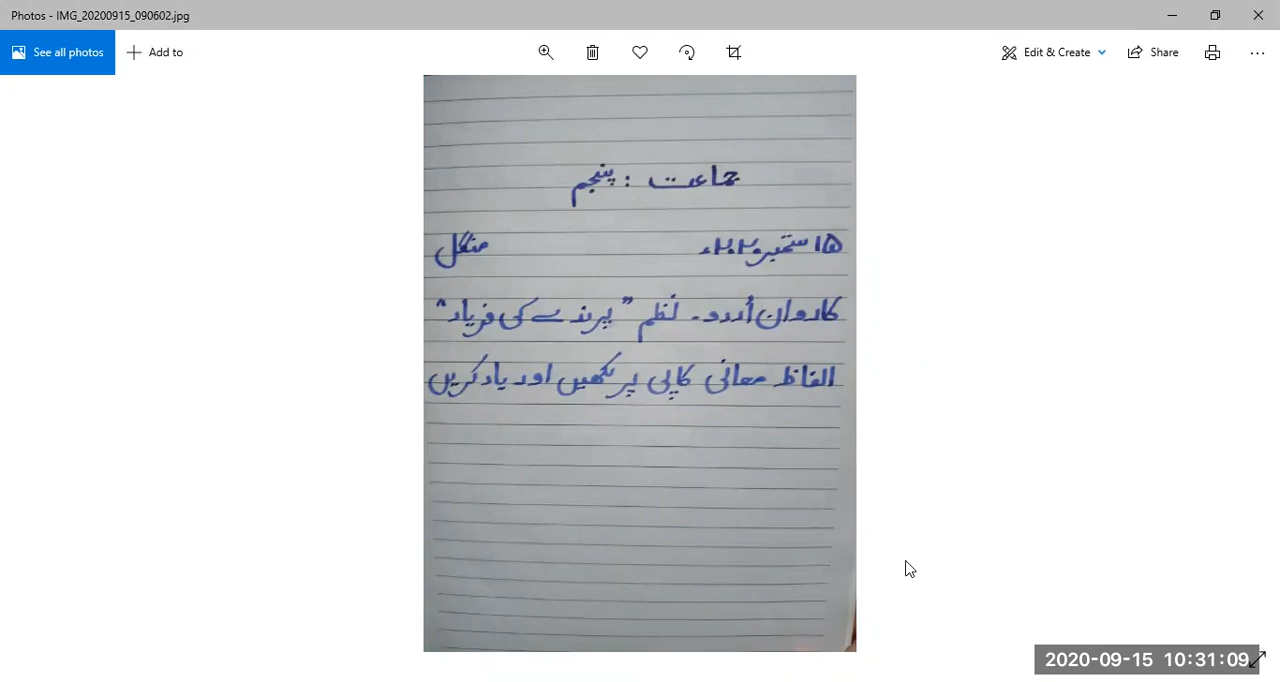 Photos - IMG_20200915_090602.jpg
See all photos
Add to
Edit & Create
Share
جماعت : پنجم
۱۵ ستمبر ۲۰۲۰ء منگل
کاروان اُردو۔ نظم "پرندے کی فریاد"
الفاظ معانی کاپی پر لکھیں اور یاد کریں
2020-09-15 10:31:09